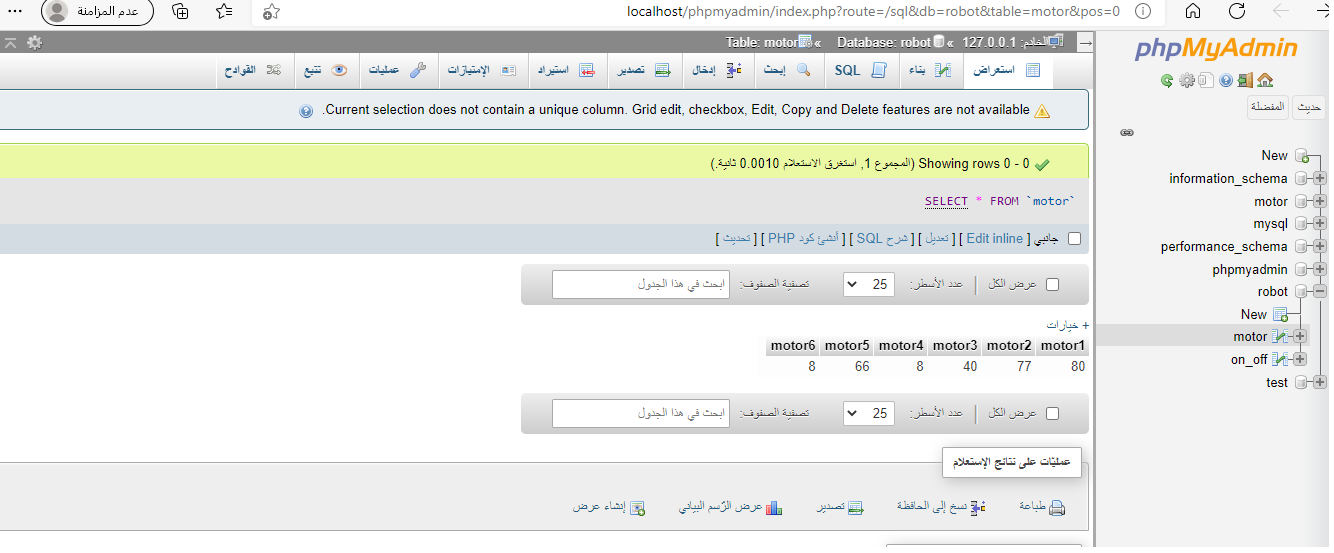 عدم المزامنة
localhost/phpmyadmin/index.php?route=/sql&db=robot&table=motor&pos=0
phpMyAdmin
حديث
المفضلة
New
information_schema
motor
mysql
performance_schema
phpmyadmin
robot
New
motor
on_off
test
الخادم: 127.0.0.1 » Database: robot » Table: motor
استعراض
بناء
SQL
إبحث
إدخال
تصدير
استيراد
الإمتيازات
عمليات
تتبع
القوادح
Current selection does not contain a unique column. Grid edit, checkbox, Edit, Copy and Delete features are not available.
Showing rows 0 - 0 (المجموع 1, استغرق الاستعلام 0.0010 ثانية.)
SELECT * FROM `motor`
جانبي [ Edit inline ] [ تعديل ] [ شرح SQL ] [ أنشئ كود PHP ] [ تحديث ]
عرض الكل | عدد الأسطر: 25 تصفية الصفوف: ابحث في هذا الجدول
+ خيارات
motor1 motor2 motor3 motor4 motor5 motor6
80 77 40 8 66 8
عرض الكل | عدد الأسطر: 25 تصفية الصفوف: ابحث في هذا الجدول
عمليّات على نتائج الإستعلام
طباعة نسخ إلى الحافظة تصدير عرض الرّسم البياني إنشاء عرض